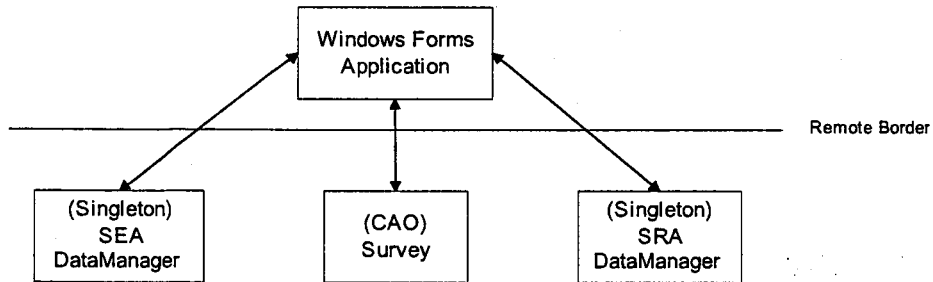 Windows Forms
Application
Remote Border
(Singleton)
SEA
DataManager
(CAO)
Survey
(Singleton)
SRA
DataManager